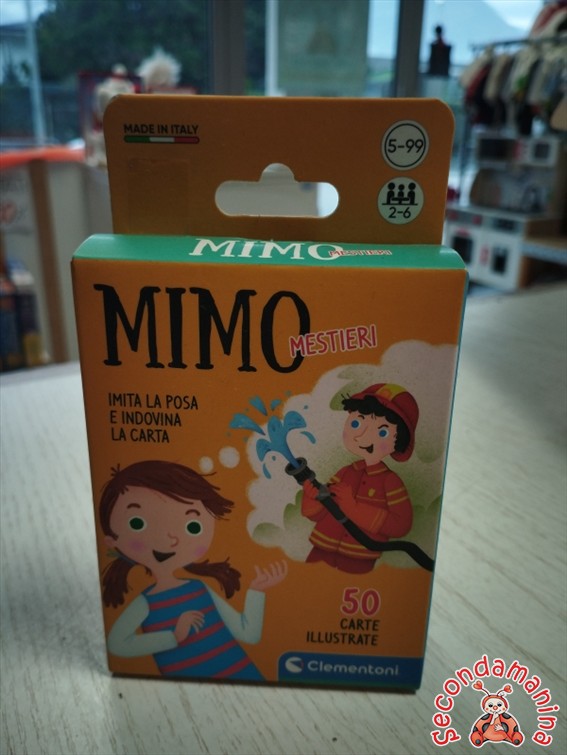 MADE IN ITALY
5-99
2-6
MIMO MESTIERI
MIMO
MESTIERI
IMITA LA POSA
E INDOVINA
LA CARTA
50
CARTE
ILLUSTRATE
Clementoni
Secondamanina